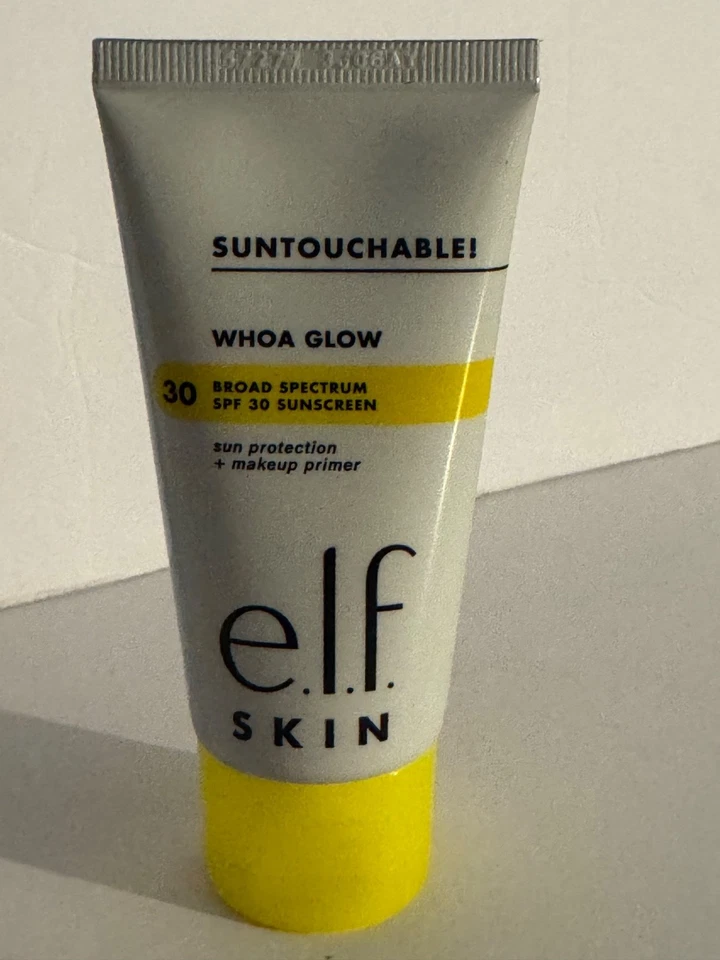 SUNTOUCHABLE!
WHOA GLOW
30
BROAD SPECTRUM
SPF 30 SUNSCREEN
sun protection
+ makeup primer
e.l.f.
SKIN